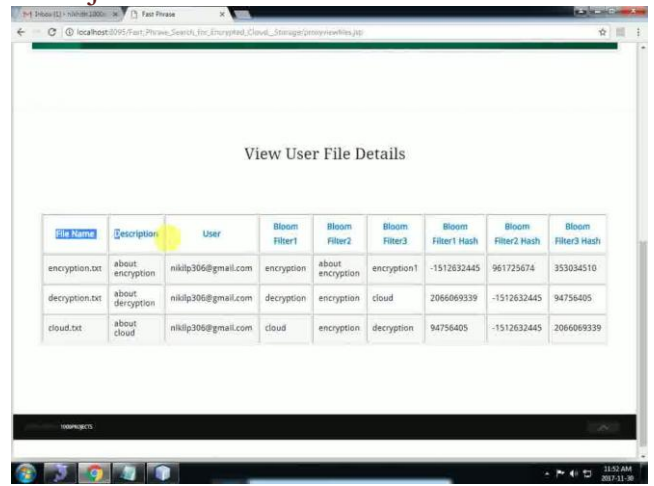 Fast Phrase
localhost:8095/Fast_Phrase_Search_for_Encrypted_Cloud_Storage/proxyviewfiles.jsp
View User File Details
File Name Description User Bloom Filter1 Bloom Filter2 Bloom Filter3 Bloom Filter1 Hash Bloom Filter2 Hash Bloom Filter3 Hash
encryption.txt about encryption nikilp306@gmail.com encryption about encryption encryption1 -1512632445 961725674 353034510
decryption.txt about dercyption nikilp306@gmail.com decryption encryption cloud 2066069339 -1512632445 94756405
cloud.txt about cloud nikilp306@gmail.com cloud encryption decryption 94756405 -1512632445 2066069339
1000PROJECTS
11:52 AM
2017-11-30